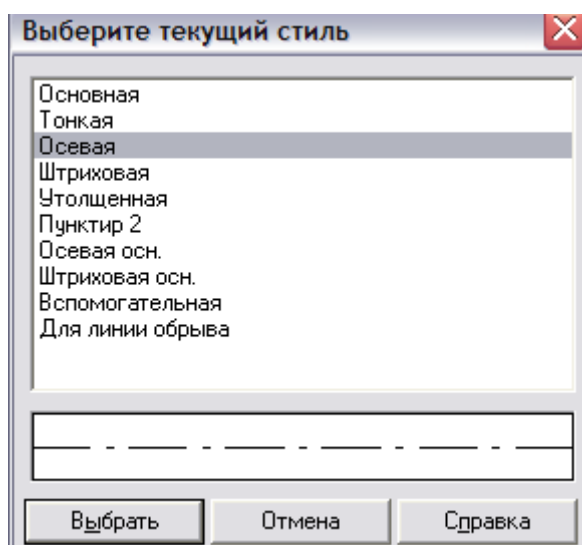 Выберите текущий стиль
Основная
Тонкая
Осевая
Штриховая
Утолщенная
Пунктир 2
Осевая осн.
Штриховая осн.
Вспомогательная
Для линии обрыва
Выбрать Отмена Справка